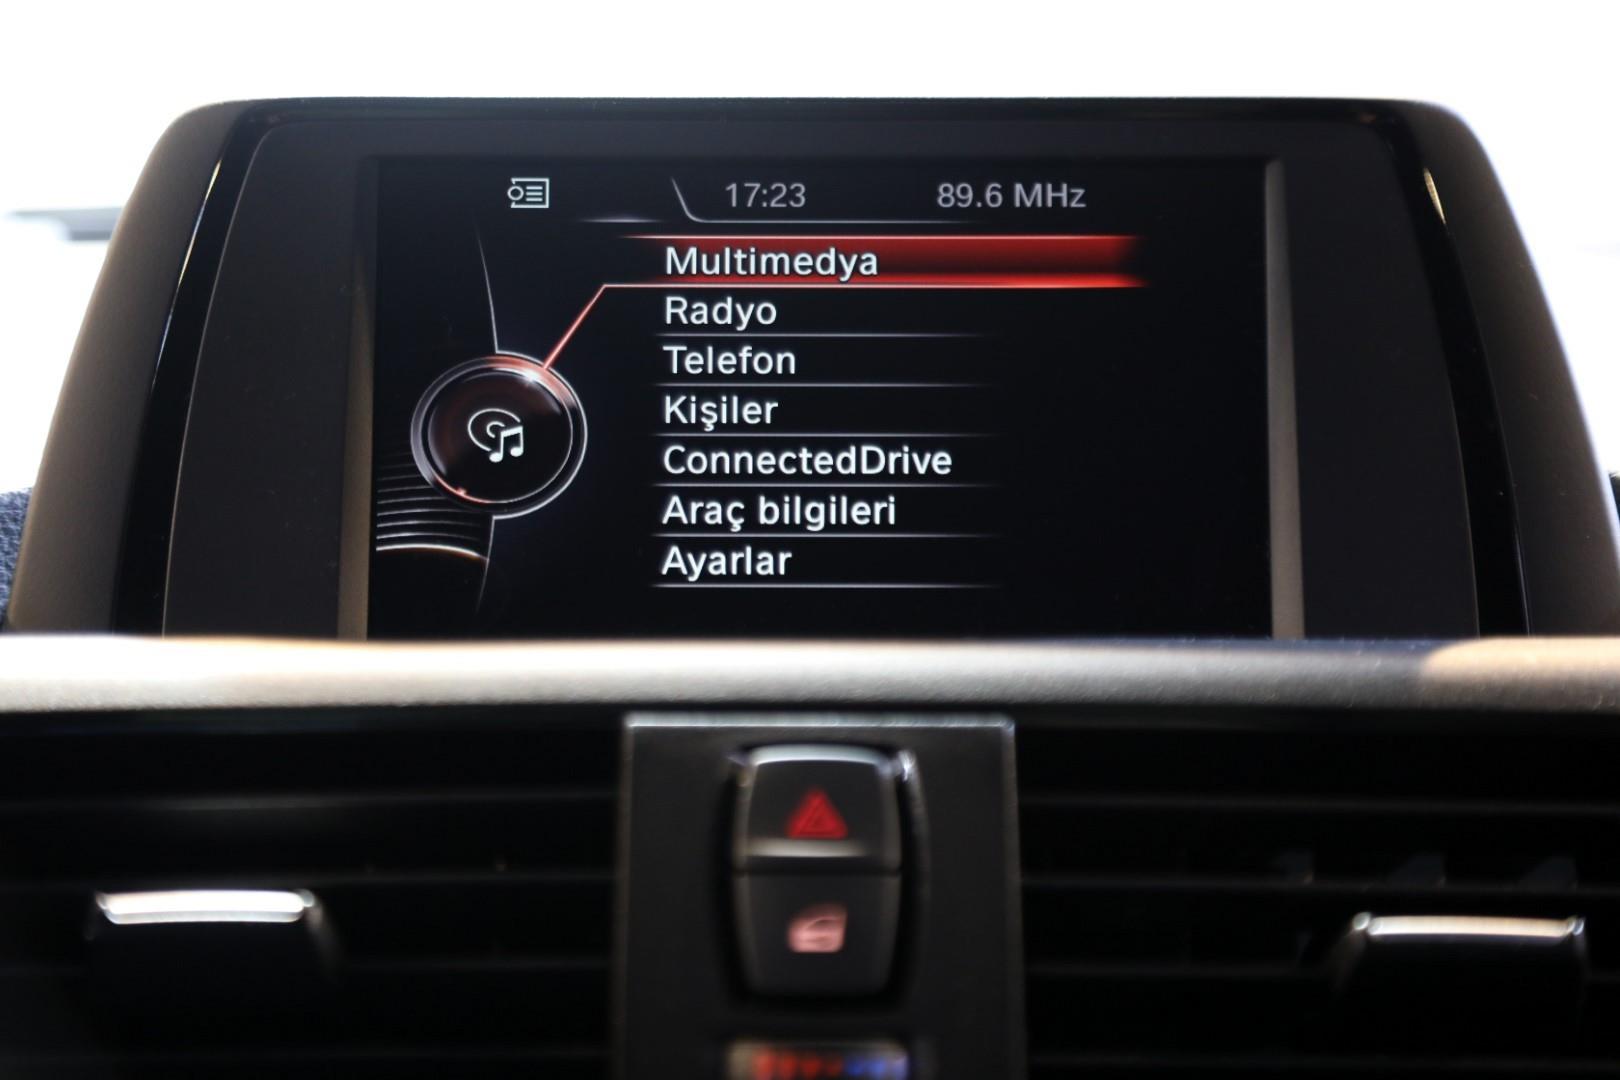 17:23 89.6 MHz
Multimedya
Radyo
Telefon
Kişiler
ConnectedDrive
Araç bilgileri
Ayarlar